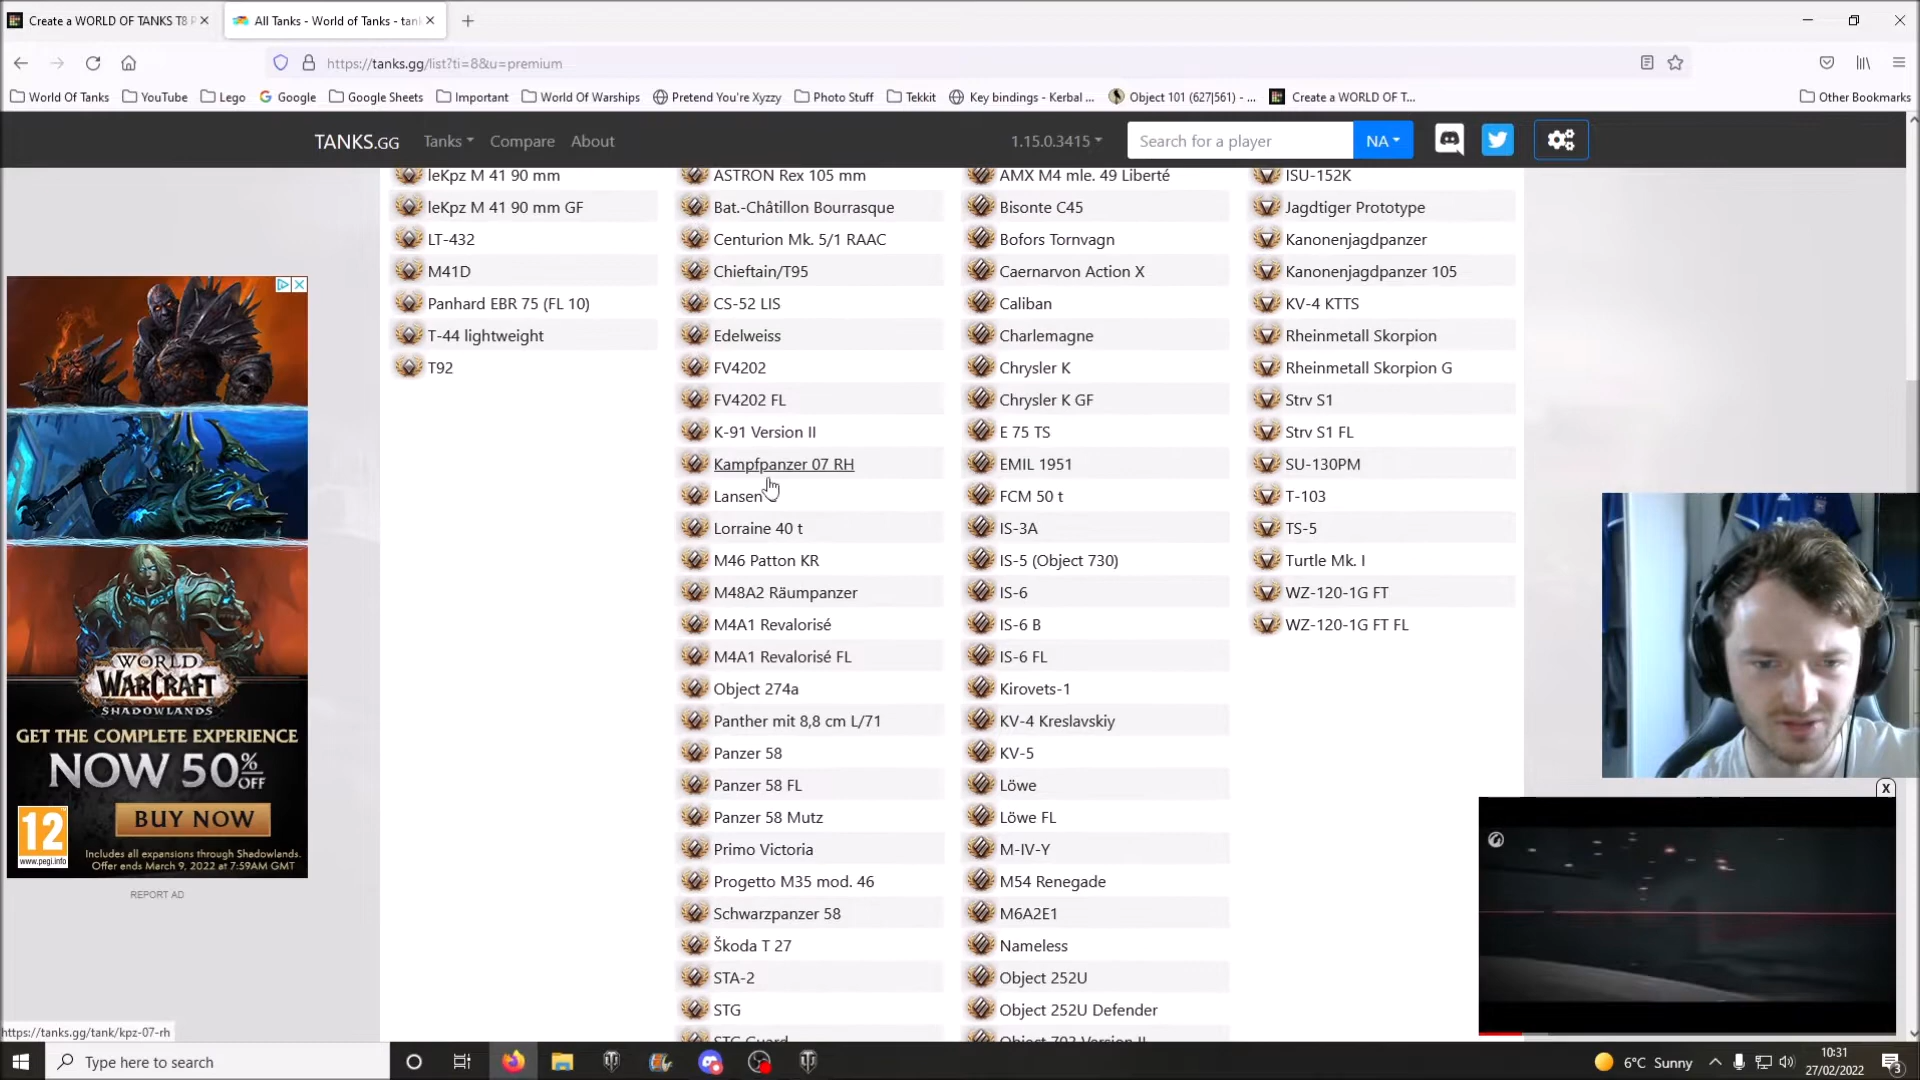 Create a WORLD OF TANKS T8 P
All Tanks - World of Tanks - tank
https://tanks.gg/list?ti=8&u=premium
World Of Tanks
YouTube
Lego
Google
Google Sheets
Important
World Of Warships
Pretend You're Xyzzy
Photo Stuff
Tekkit
Key bindings - Kerbal ...
Object 101 (627|561) - ...
Create a WORLD OF T...
Other Bookmarks
TANKS.GG
Tanks
Compare
About
1.15.0.3415
Search for a player
NA
leKpz M 41 90 mm
leKpz M 41 90 mm GF
LT-432
M41D
Panhard EBR 75 (FL 10)
T-44 lightweight
T92
ASTRON Rex 105 mm
Bat.-Châtillon Bourrasque
Centurion Mk. 5/1 RAAC
Chieftain/T95
CS-52 LIS
Edelweiss
FV4202
FV4202 FL
K-91 Version II
Kampfpanzer 07 RH
Lansen
Lorraine 40 t
M46 Patton KR
M48A2 Räumpanzer
M4A1 Revalorisé
M4A1 Revalorisé FL
Object 274a
Panther mit 8,8 cm L/71
Panzer 58
Panzer 58 FL
Panzer 58 Mutz
Primo Victoria
Progetto M35 mod. 46
Schwarzpanzer 58
Škoda T 27
STA-2
STG
STG Guard
AMX M4 mle. 49 Liberté
Bisonte C45
Bofors Tornvagn
Caernarvon Action X
Caliban
Charlemagne
Chrysler K
Chrysler K GF
E 75 TS
EMIL 1951
FCM 50 t
IS-3A
IS-5 (Object 730)
IS-6
IS-6 B
IS-6 FL
Kirovets-1
KV-4 Kreslavskiy
KV-5
Löwe
Löwe FL
M-IV-Y
M54 Renegade
M6A2E1
Nameless
Object 252U
Object 252U Defender
Object 703 Version II
ISU-152K
Jagdtiger Prototype
Kanonenjagdpanzer
Kanonenjagdpanzer 105
KV-4 KTTS
Rheinmetall Skorpion
Rheinmetall Skorpion G
Strv S1
Strv S1 FL
SU-130PM
T-103
TS-5
Turtle Mk. I
WZ-120-1G FT
WZ-120-1G FT FL
WORLD
WARCRAFT
SHADOWLANDS
GET THE COMPLETE EXPERIENCE
NOW 50% OFF
12
www.pegi.info
BUY NOW
Includes all expansions through Shadowlands.
Offer ends March 9, 2022 at 7:59AM GMT
REPORT AD
X
https://tanks.gg/tank/kpz-07-rh
Type here to search
6°C Sunny
10:31
27/02/2022
3